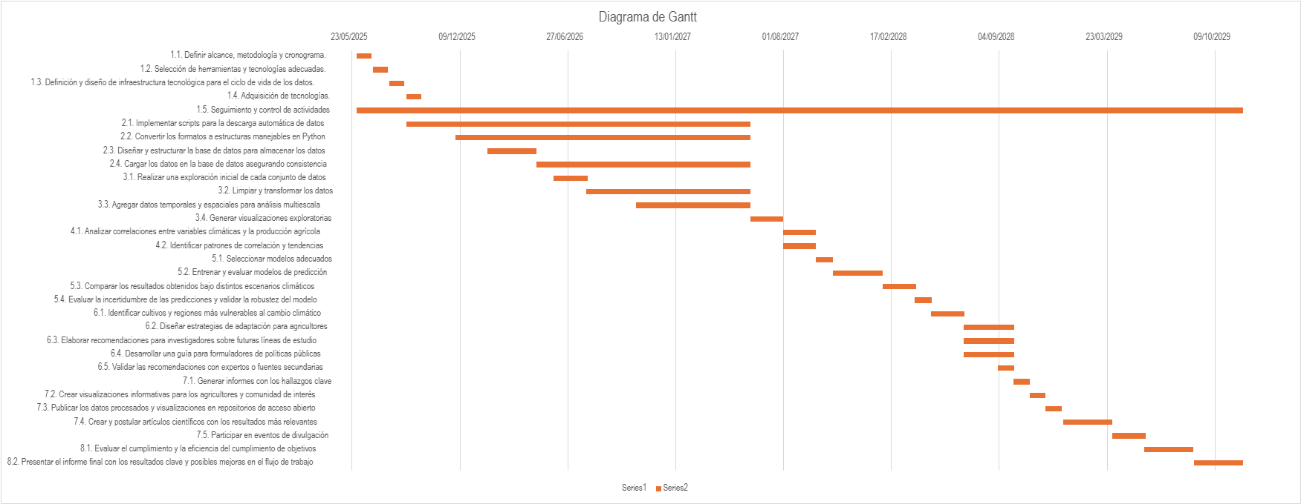 Diagrama de Gantt
23/05/2025 09/12/2025 27/06/2026 13/01/2027 01/08/2027 17/02/2028 04/09/2028 23/03/2029 09/10/2029
1.1. Definir alcance, metodología y cronograma.
1.2. Selección de herramientas y tecnologías adecuadas.
1.3. Definición y diseño de infraestructura tecnológica para el ciclo de vida de los datos.
1.4. Adquisición de tecnologías.
1.5. Seguimiento y control de actividades
2.1. Implementar scripts para la descarga automática de datos
2.2. Convertir los formatos a estructuras manejables en Python
2.3. Diseñar y estructurar la base de datos para almacenar los datos
2.4. Cargar los datos en la base de datos asegurando consistencia
3.1. Realizar una exploración inicial de cada conjunto de datos
3.2. Limpiar y transformar los datos
3.3. Agregar datos temporales y espaciales para análisis multiescala
3.4. Generar visualizaciones exploratorias
4.1. Analizar correlaciones entre variables climáticas y la producción agrícola
4.2. Identificar patrones de correlación y tendencias
5.1. Seleccionar modelos adecuados
5.2. Entrenar y evaluar modelos de predicción
5.3. Comparar los resultados obtenidos bajo distintos escenarios climáticos
5.4. Evaluar la incertidumbre de las predicciones y validar la robustez del modelo
6.1. Identificar cultivos y regiones más vulnerables al cambio climático
6.2. Diseñar estrategias de adaptación para agricultores
6.3. Elaborar recomendaciones para investigadores sobre futuras líneas de estudio
6.4. Desarrollar una guía para formuladores de políticas públicas
6.5. Validar las recomendaciones con expertos o fuentes secundarias
7.1. Generar informes con los hallazgos clave
7.2. Crear visualizaciones informativas para los agricultores y comunidad de interés
7.3. Publicar los datos procesados y visualizaciones en repositorios de acceso abierto
7.4. Crear y postular artículos científicos con los resultados más relevantes
7.5. Participar en eventos de divulgación
8.1. Evaluar el cumplimiento y la eficiencia del cumplimiento de objetivos
8.2. Presentar el informe final con los resultados clave y posibles mejoras en el flujo de trabajo
Series1 Series2